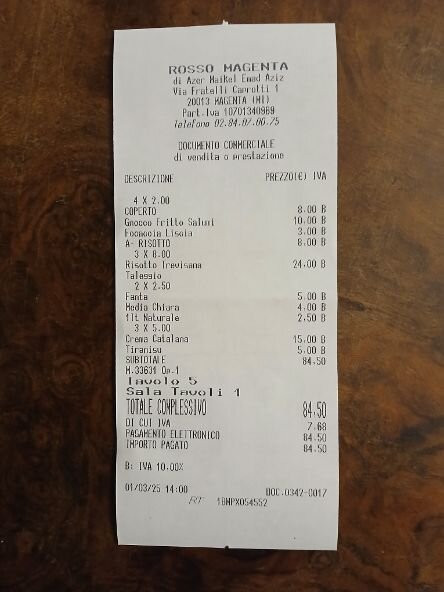 ROSSO MAGENTA
di Azer Maikel Emad Aziz
Via Fratelli Caprotti 1
20013 MAGENTA (MI)
Part.Iva 10701340969
Telefono 02.84.07.00.75
DOCUMENTO COMMERCIALE
di vendita o prestazione
DESCRIZIONE PREZZO(€) IVA
4 X 2.00
COPERTO 8.00 B
Gnocco Fritto Salumi 10.00 B
Focaccia Liscia 3.00 B
A- RISOTTO 8.00 B
3 X 8.00
Risotto Trevisana 24.00 B
Taleggio
2 X 2.50
Fanta 5.00 B
Media Chiara 4.00 B
1lt Naturale 2.50 B
3 X 5.00
Crema Catalana 15.00 B
Tiramisu 5.00 B
SUBTOTALE 84.50
M.33631 Op-1
Tavolo 5
Sala Tavoli 1
TOTALE COMPLESSIVO 84.50
DI CUI IVA 7.68
PAGAMENTO ELETTRONICO 84.50
IMPORTO PAGATO 84.50
B: IVA 10.00%
01/03/25 14:00 DOC.0342-0017
RT